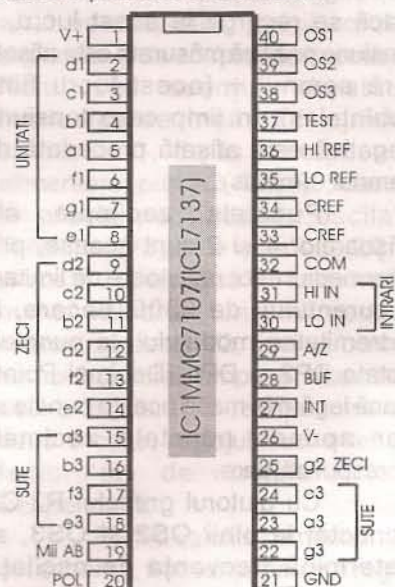 V+ 1 40 OS1
d1 2 39 OS2
c1 3 38 OS3
b1 4 37 TEST
a1 5 36 HI REF
f1 6 35 LO REF
g1 7 34 CREF
e1 8 33 CREF
d2 9 32 COM
c2 10 31 HI IN
b2 11 30 LO IN
a2 12 29 A/Z
f2 13 28 BUF
e2 14 27 INT
d3 15 26 V-
b3 16 25 g2 ZECI
f3 17 24 c3
e3 18 23 a3
Mii AB 19 22 g3
POL 20 21 GND
UNITATI
ZECI
SUTE
IC1MMC7107(ICL7137)
INTRARI
SUTE